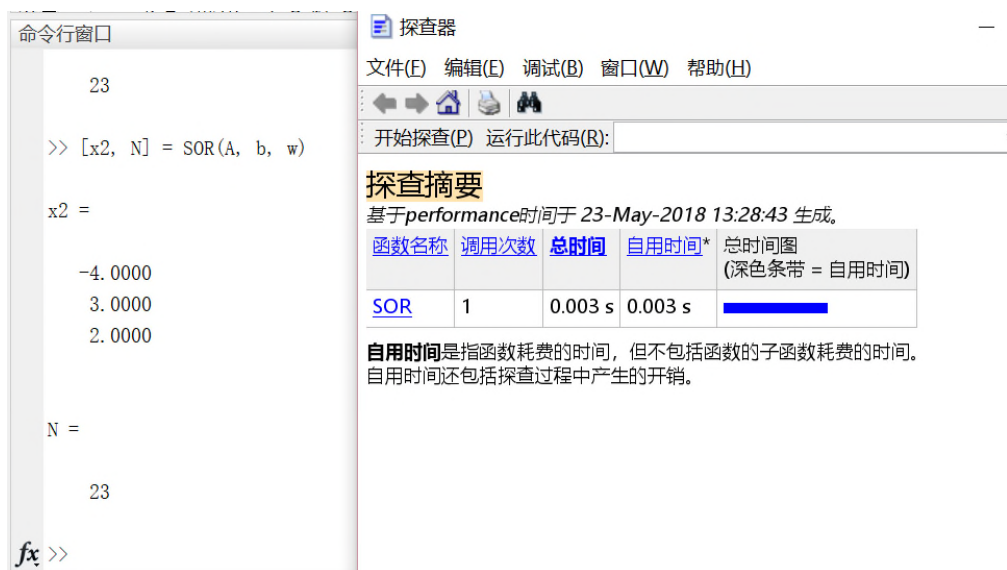 命令行窗口
23
>> [x2, N] = SOR(A, b, w)
x2 =
-4.0000
3.0000
2.0000
N =
23
fx >>
探查器
文件(F) 编辑(E) 调试(B) 窗口(W) 帮助(H)
开始探查(P) 运行此代码(R):
探查摘要
基于performance时间于 23-May-2018 13:28:43 生成。
函数名称 调用次数 总时间 自用时间* 总时间图
(深色条带 = 自用时间)
SOR 1 0.003 s 0.003 s
自用时间是指函数耗费的时间，但不包括函数的子函数耗费的时间。
自用时间还包括探查过程中产生的开销。